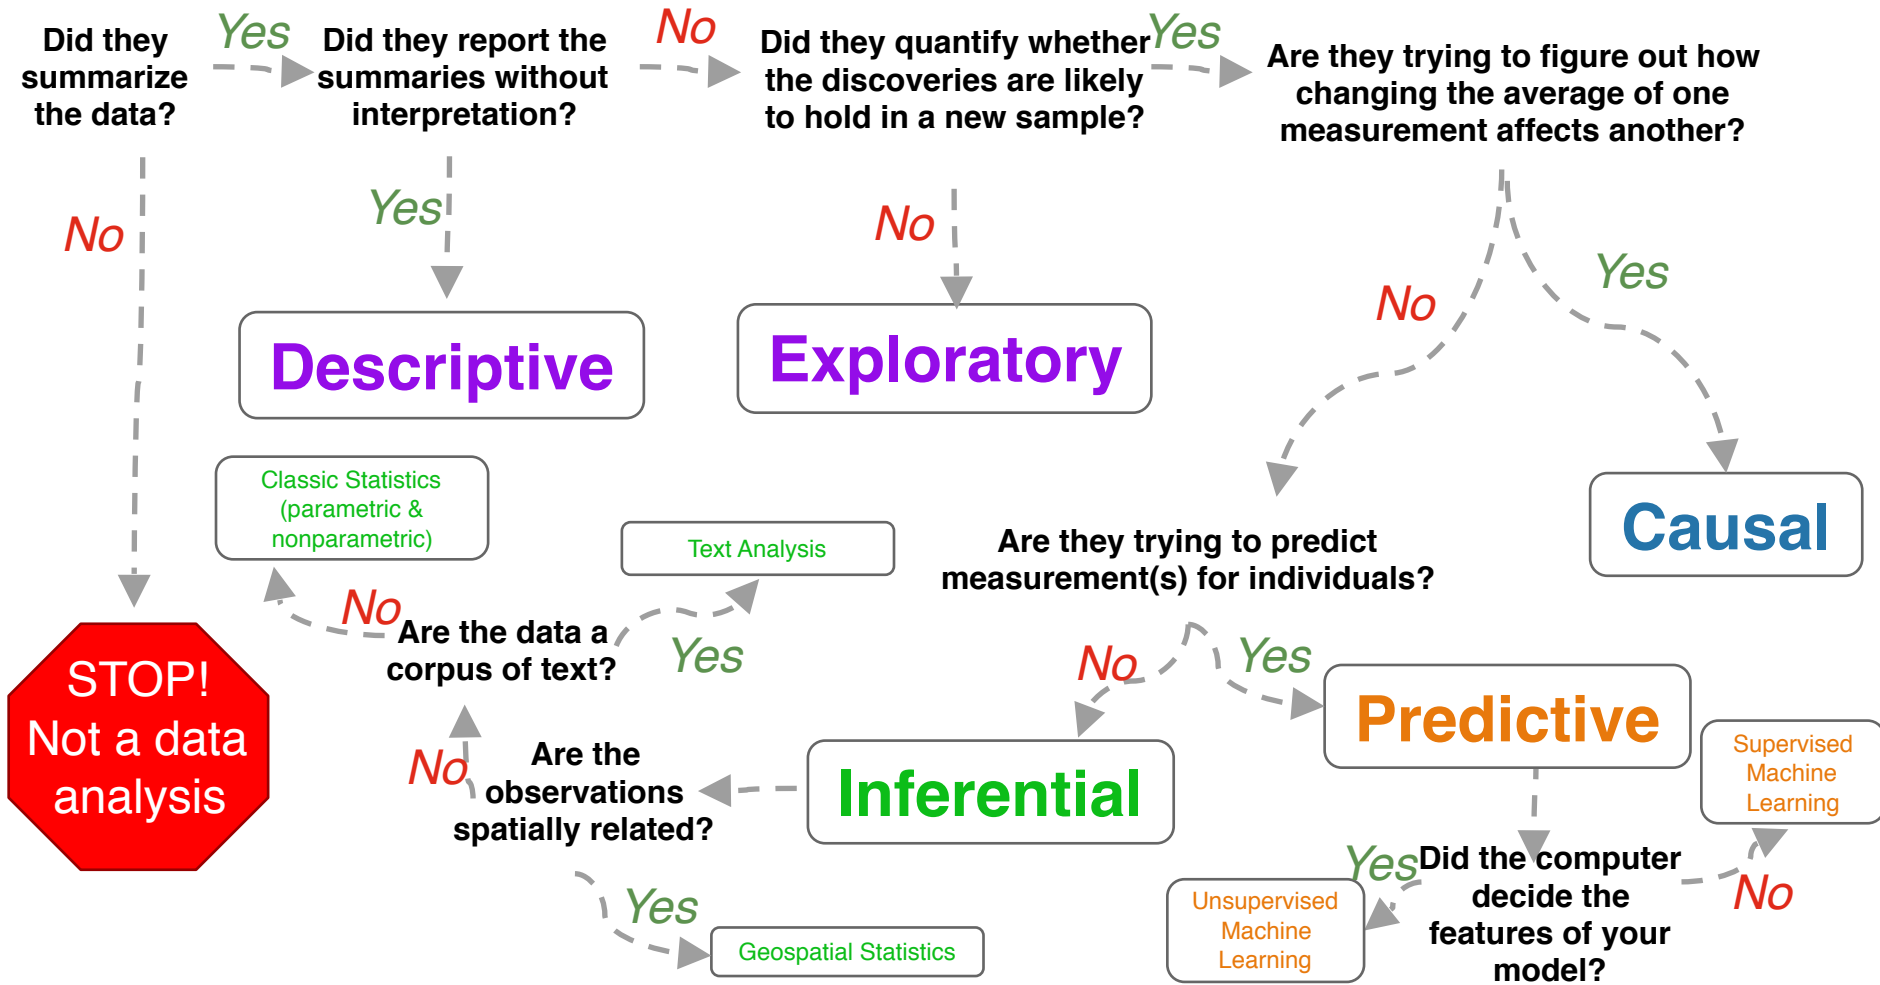 Did they
summarize
the data?
Yes
Did they report the
summaries without
interpretation?
No
Did they quantify whether
the discoveries are likely
to hold in a new sample?
Yes
Are they trying to figure out how
changing the average of one
measurement affects another?
No
Yes
No
No
Yes
Descriptive
Exploratory
Causal
Classic Statistics
(parametric &
nonparametric)
Text Analysis
Are they trying to predict
measurement(s) for individuals?
No
Are the data a
corpus of text?
Yes
No
Yes
STOP!
Not a data
analysis
Predictive
No
Are the
observations
spatially related?
Inferential
Supervised
Machine
Learning
Yes
Geospatial Statistics
Yes
Did the computer
decide the
features of your
model?
No
Unsupervised
Machine
Learning